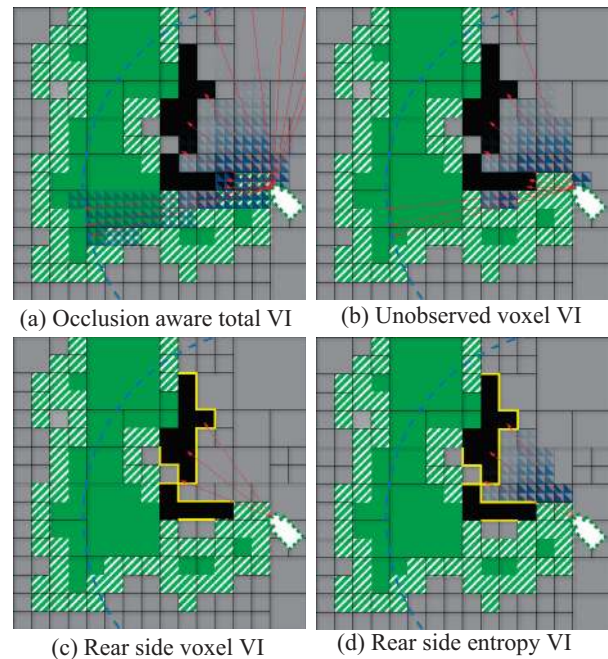 (a) Occlusion aware total VI
(b) Unobserved voxel VI
(c) Rear side voxel VI
(d) Rear side entropy VI